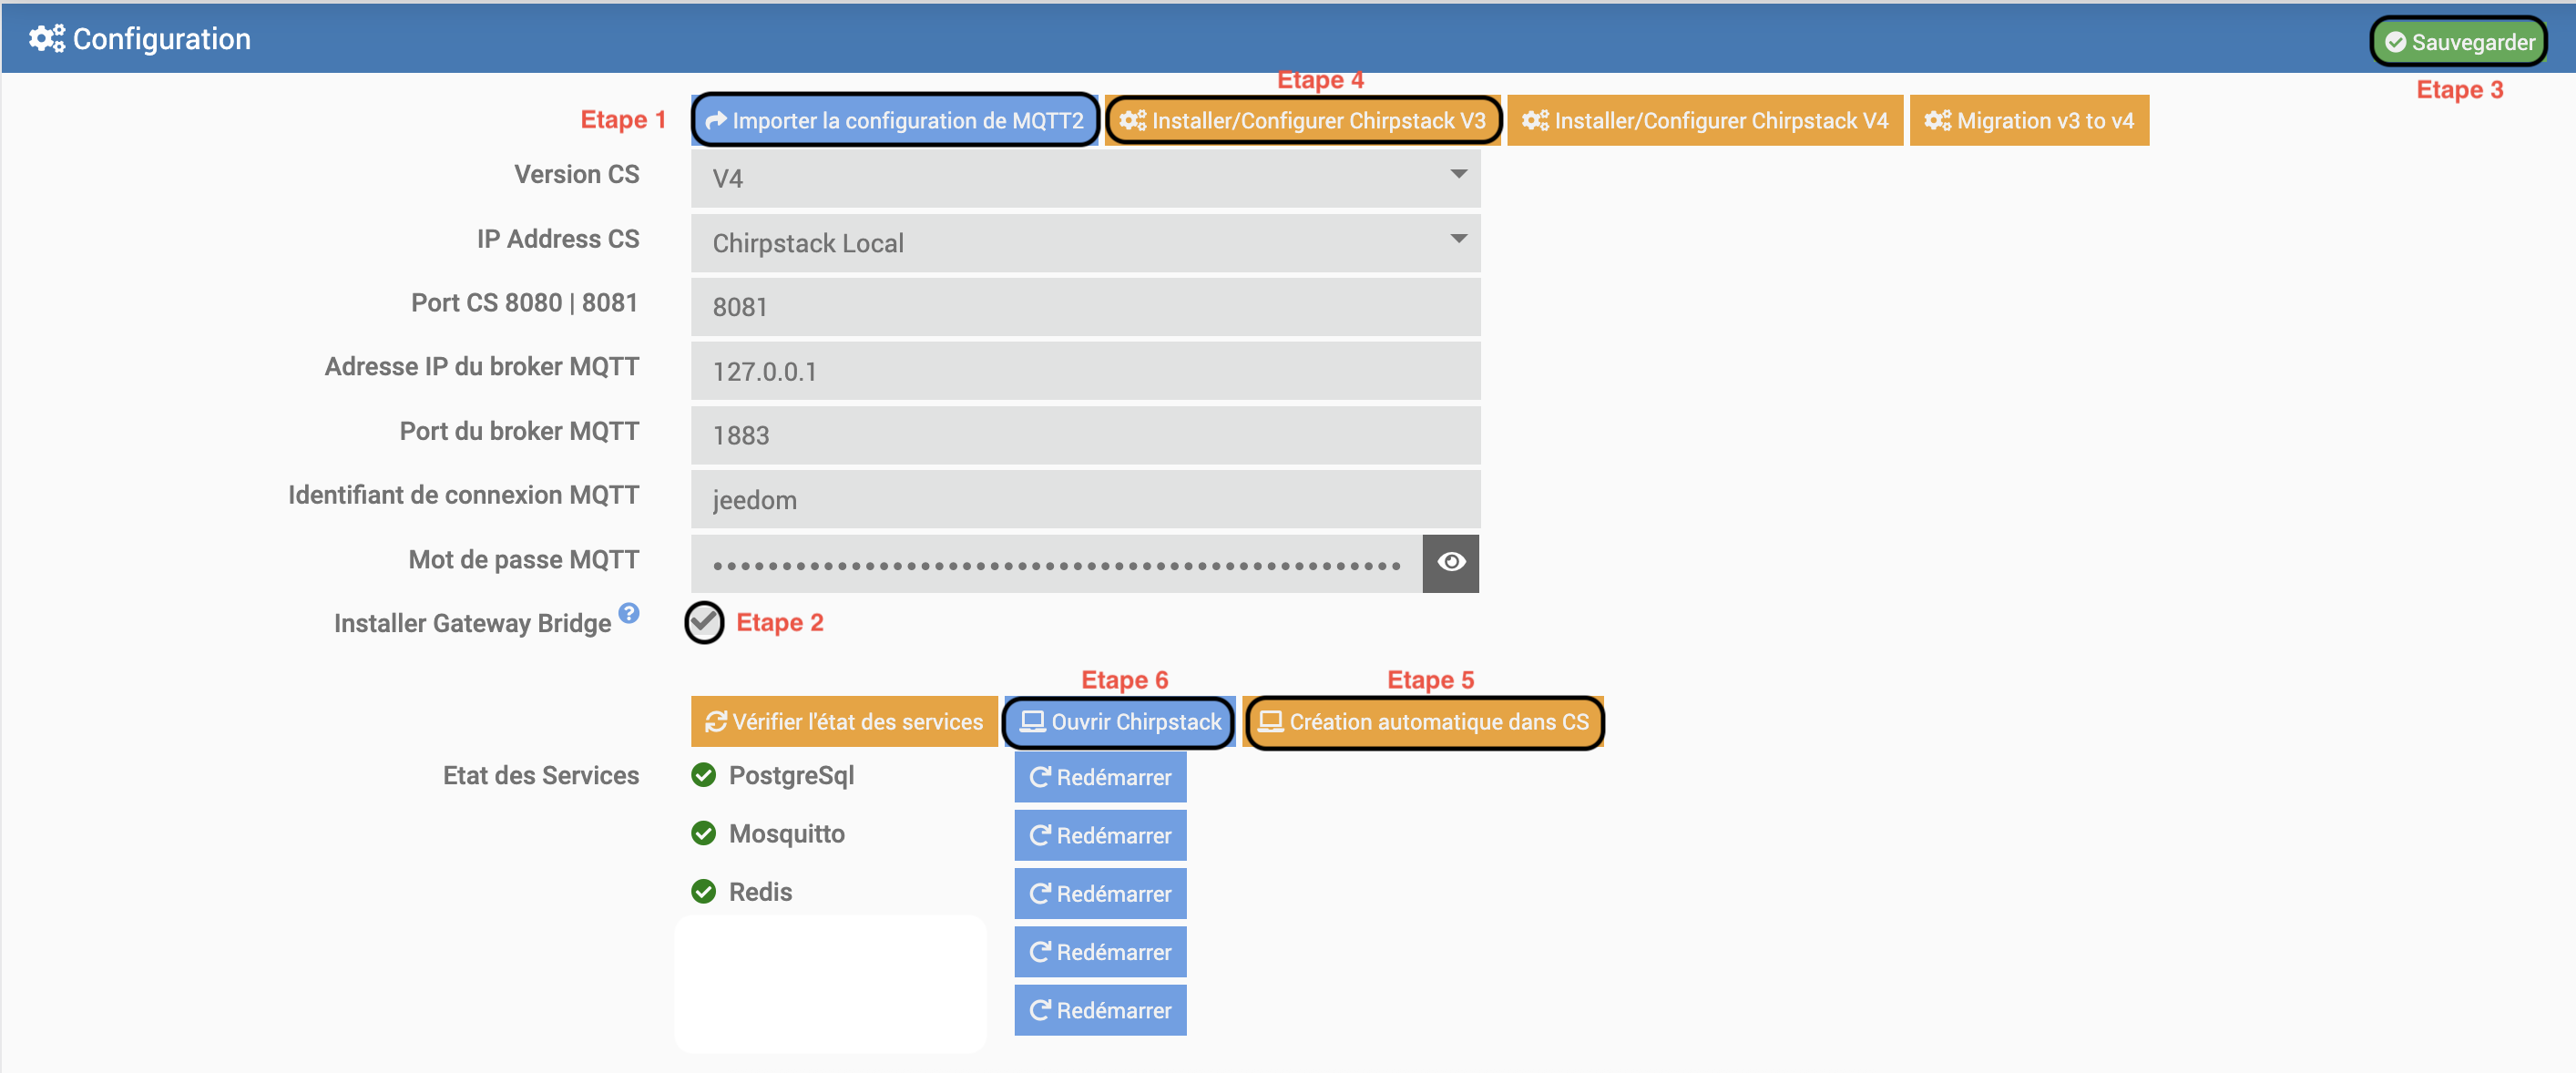 Configuration
Sauvegarder
Etape 3
Etape 4
Etape 1
Importer la configuration de MQTT2
Installer/Configurer Chirpstack V3
Installer/Configurer Chirpstack V4
Migration v3 to v4
Version CS
V4
IP Address CS
Chirpstack Local
Port CS 8080 | 8081
8081
Adresse IP du broker MQTT
127.0.0.1
Port du broker MQTT
1883
Identifiant de connexion MQTT
jeedom
Mot de passe MQTT
••••••••••••••••••••••••••••••••••••••••••••••••••
Installer Gateway Bridge ?
Etape 2
Etape 6
Etape 5
Vérifier l'état des services
Ouvrir Chirpstack
Création automatique dans CS
Etat des Services
PostgreSql
Redémarrer
Mosquitto
Redémarrer
Redis
Redémarrer
Redémarrer
Redémarrer